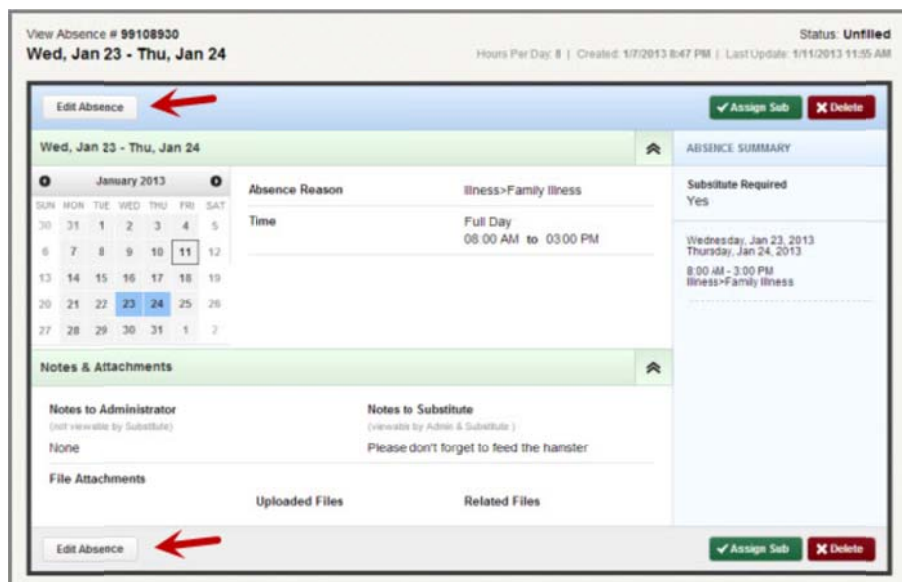 View Absence # 99108930
Status: Unfilled
Wed, Jan 23 - Thu, Jan 24
Hours Per Day: 8 | Created: 1/7/2013 8:47 PM | Last Update: 1/11/2013 11:55 AM
Edit Absence
Assign Sub
Delete
Wed, Jan 23 - Thu, Jan 24
ABSENCE SUMMARY
January 2013
SUN MON TUE WED THU FRI SAT
30 31 1 2 3 4 5
6 7 8 9 10 11 12
13 14 15 16 17 18 19
20 21 22 23 24 25 26
27 28 29 30 31 1 2
Absence Reason
Illness>Family Illness
Time
Full Day
08:00 AM to 03:00 PM
Substitute Required
Yes
Wednesday, Jan 23, 2013
Thursday, Jan 24, 2013
8:00 AM - 3:00 PM
Illness>Family Illness
Notes & Attachments
Notes to Administrator
(not viewable by Substitute)
None
Notes to Substitute
(viewable by Admin & Substitute )
Please don't forget to feed the hamster
File Attachments
Uploaded Files
Related Files
Edit Absence
Assign Sub
Delete